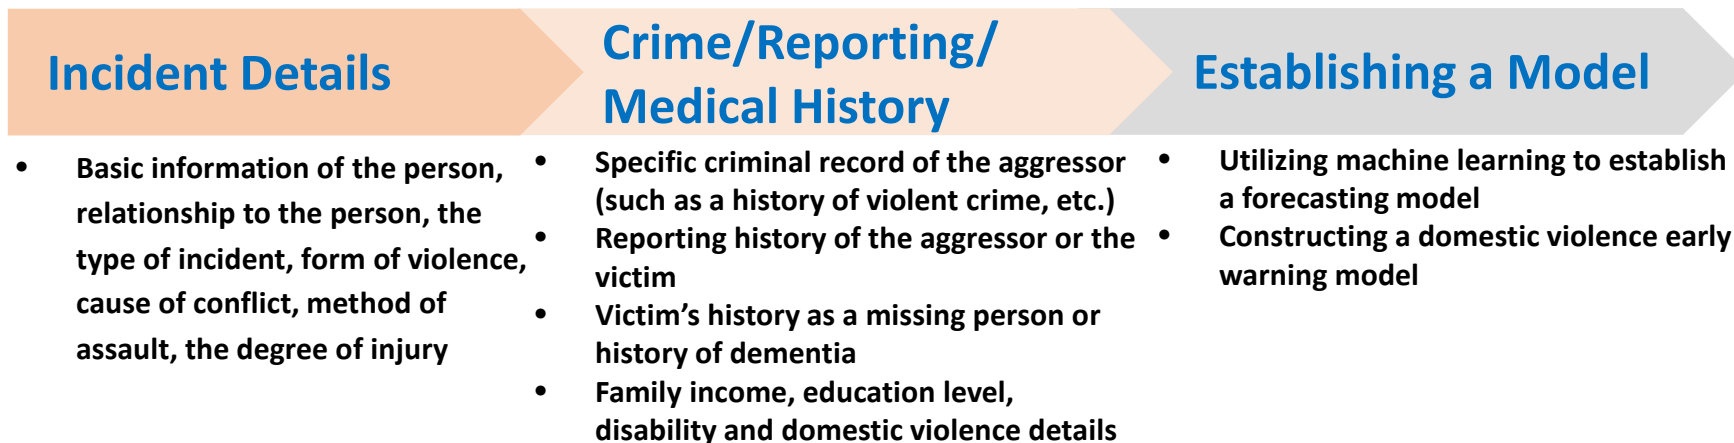 Incident Details
Crime/Reporting/
Medical History
Establishing a Model
• Basic information of the person,
relationship to the person, the
type of incident, form of violence,
cause of conflict, method of
assault, the degree of injury
• Specific criminal record of the aggressor
(such as a history of violent crime, etc.)
• Reporting history of the aggressor or the
victim
• Victim’s history as a missing person or
history of dementia
• Family income, education level,
disability and domestic violence details
• Utilizing machine learning to establish
a forecasting model
• Constructing a domestic violence early
warning model